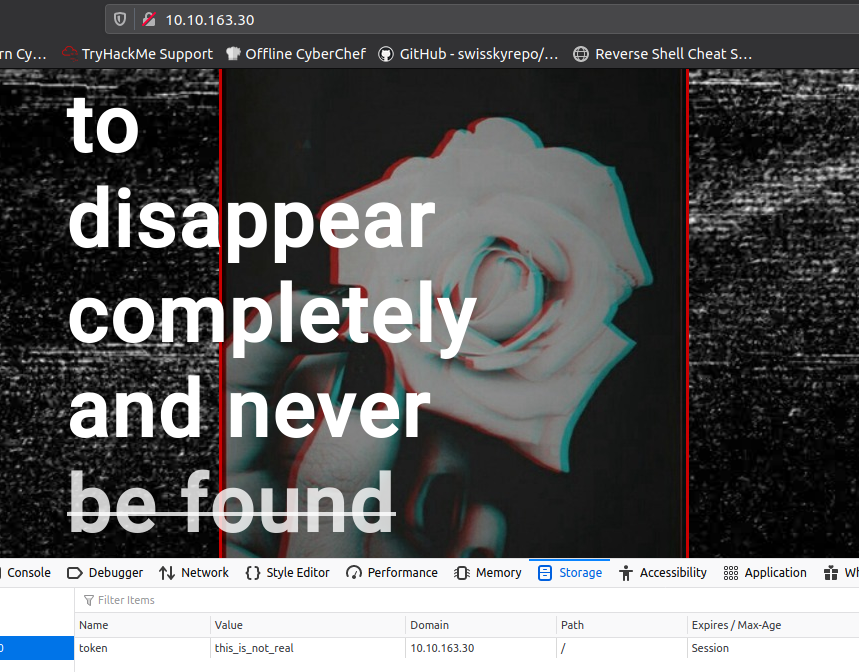 10.10.163.30
rn Cy… TryHackMe Support Offline CyberChef GitHub - swisskyrepo/… Reverse Shell Cheat S…
to
disappear
completely
and never
be found
Console Debugger Network Style Editor Performance Memory Storage Accessibility Application Wh
Filter Items
Name Value Domain Path Expires / Max-Age
0 token this_is_not_real 10.10.163.30 / Session